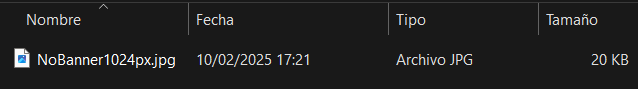 Nombre Fecha Tipo Tamaño
NoBanner1024px.jpg 10/02/2025 17:21 Archivo JPG 20 KB